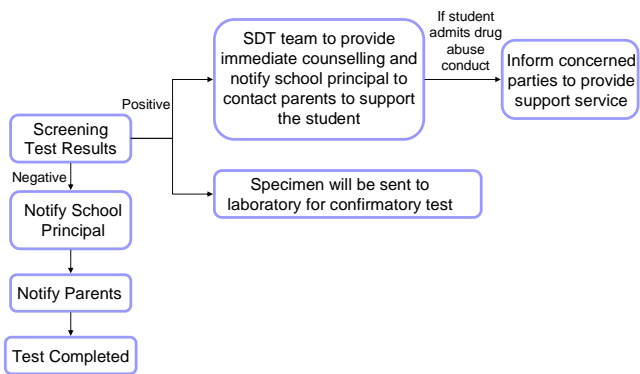 SDT team to provide
immediate counselling and
notify school principal to
contact parents to support
the student
If student
admits drug
abuse
conduct
Inform concerned
parties to provide
support service
Positive
Screening
Test Results
Negative
Specimen will be sent to
laboratory for confirmatory test
Notify School
Principal
Notify Parents
Test Completed